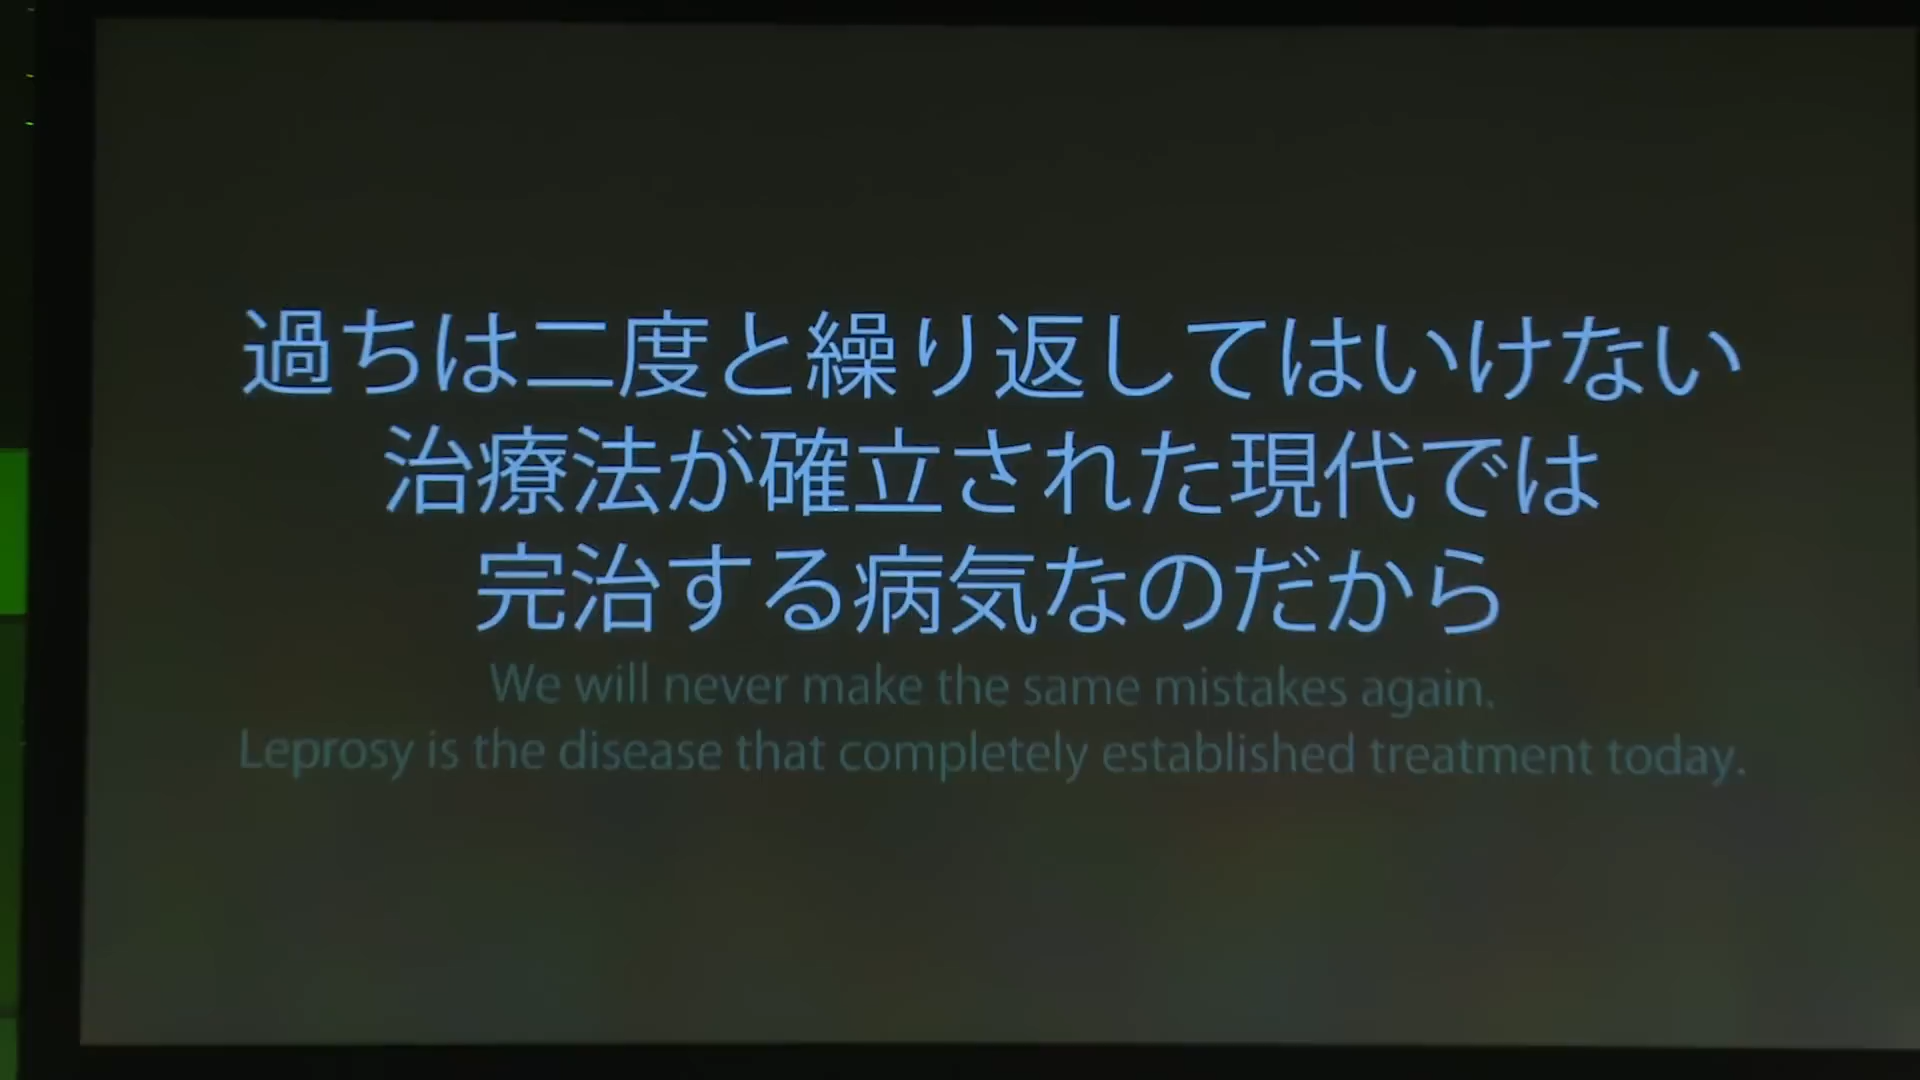 過ちは二度と繰り返してはいけない
治療法が確立された現代では
完治する病気なのだから
We will never make the same mistakes again.
Leprosy is the disease that completely established treatment today.